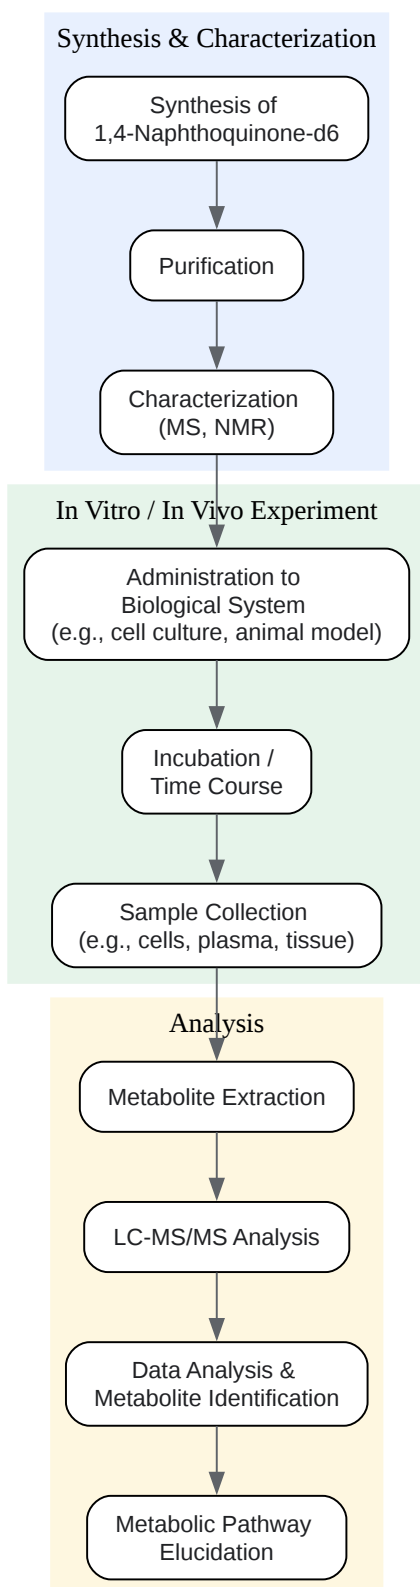 Synthesis & Characterization
Synthesis of
1,4-Naphthoquinone-d6
Purification
Characterization
(MS, NMR)
In Vitro / In Vivo Experiment
Administration to
Biological System
(e.g., cell culture, animal model)
Incubation /
Time Course
Sample Collection
(e.g., cells, plasma, tissue)
Analysis
Metabolite Extraction
LC-MS/MS Analysis
Data Analysis &
Metabolite Identification
Metabolic Pathway
Elucidation